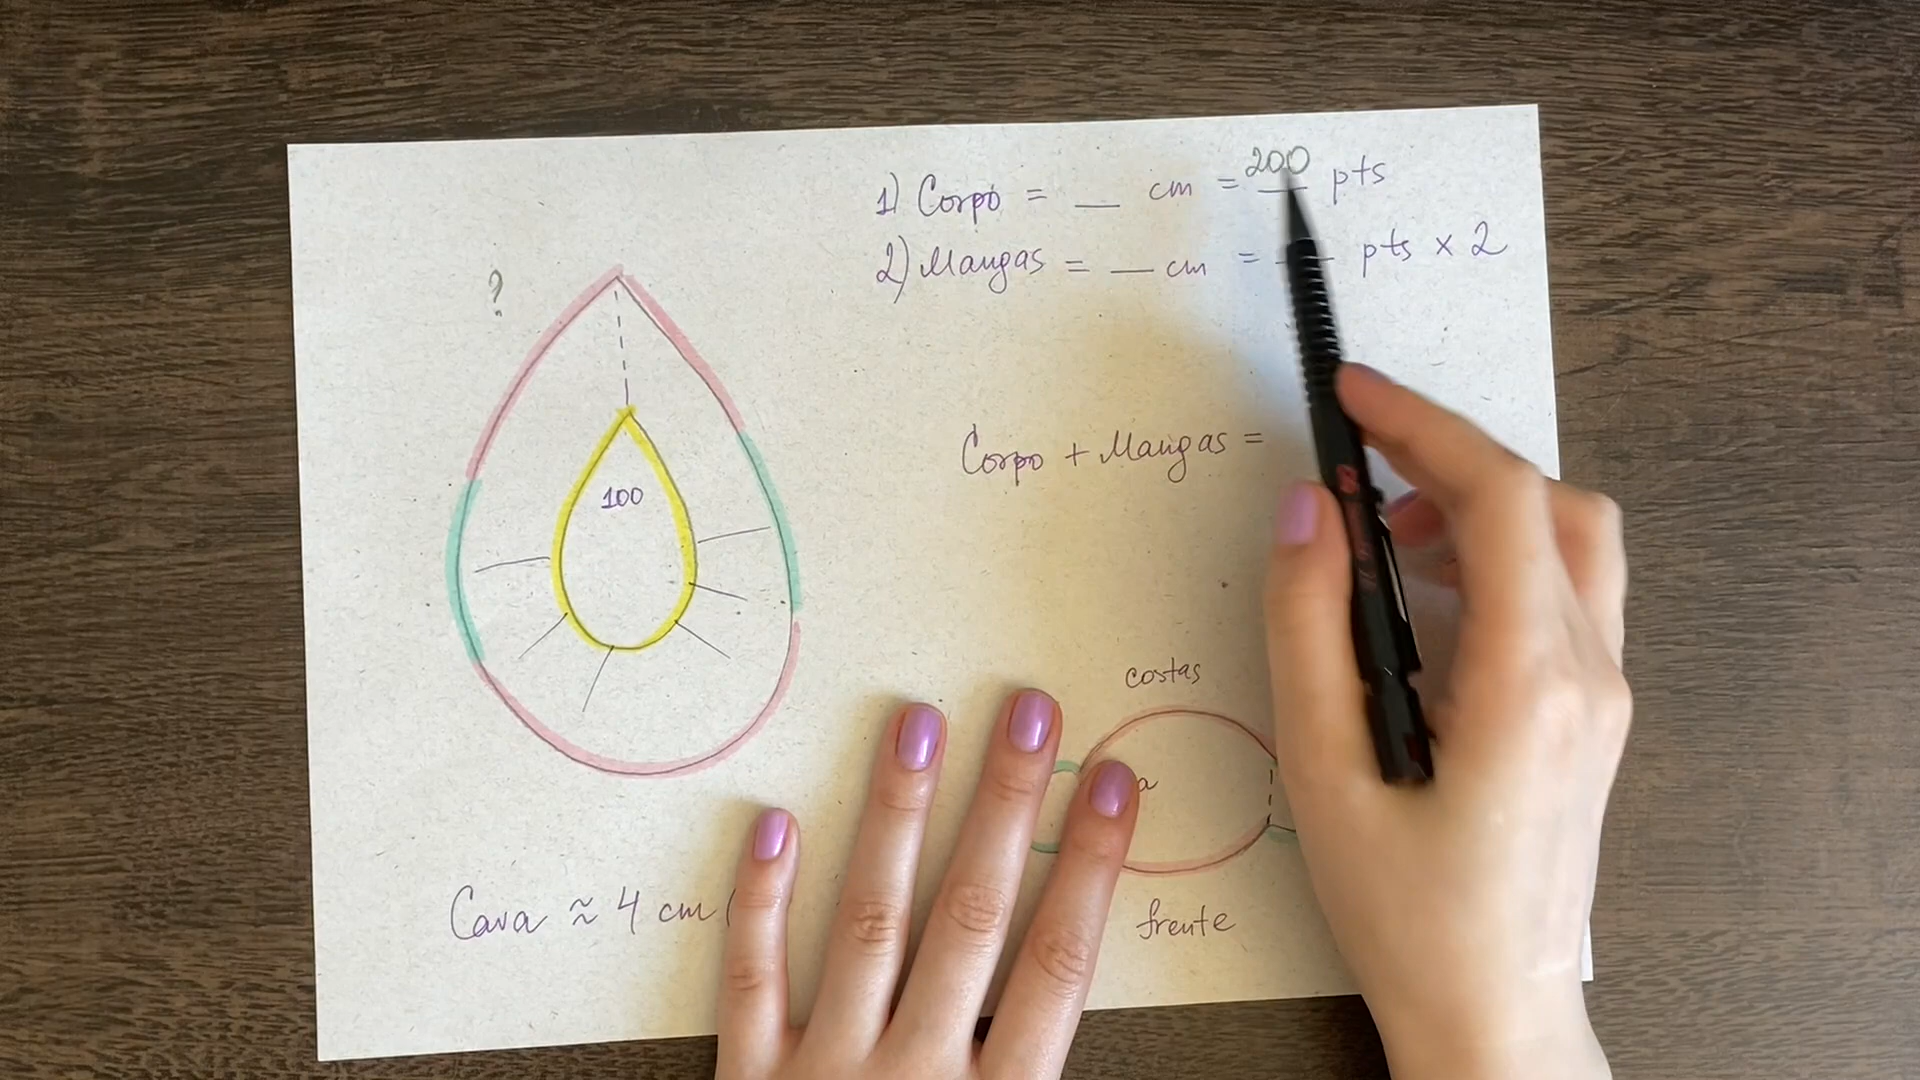 1) Corpo = __ cm = 200 pts
2) Mangas = __ cm = __ pts x 2
?
Corpo + Mangas =
100
costas
a
frente
Cava ≈ 4 cm (